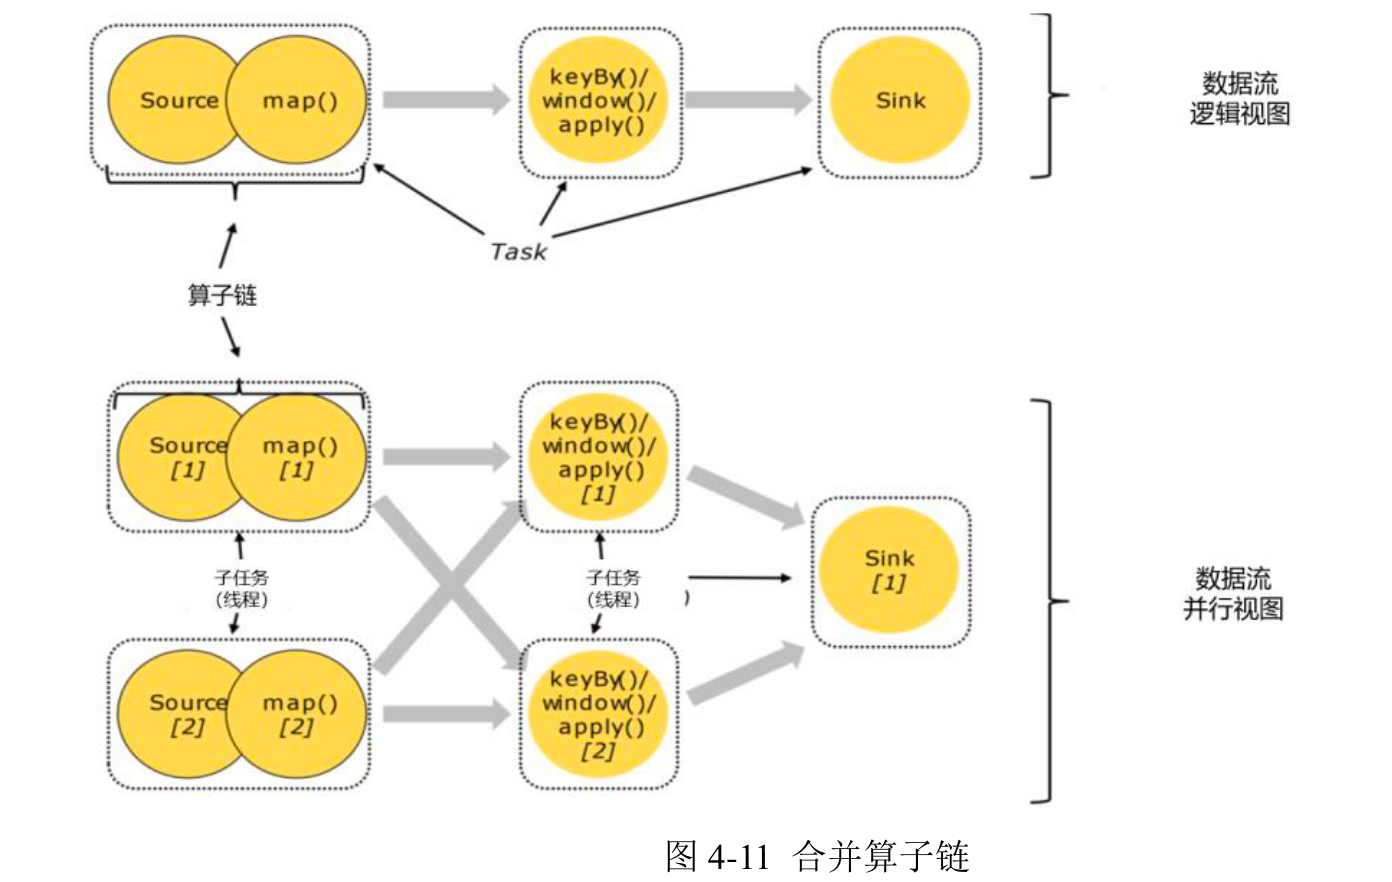 Source
map()
keyBy()/
window()/
apply()
Sink
数据流
逻辑视图
Task
算子链
Source
[1]
map()
[1]
keyBy()/
window()/
apply()
[1]
子任务
(线程)
子任务
(线程)
)
Sink
[1]
数据流
并行视图
Source
[2]
map()
[2]
keyBy()/
window()/
apply()
[2]
图 4-11 合并算子链